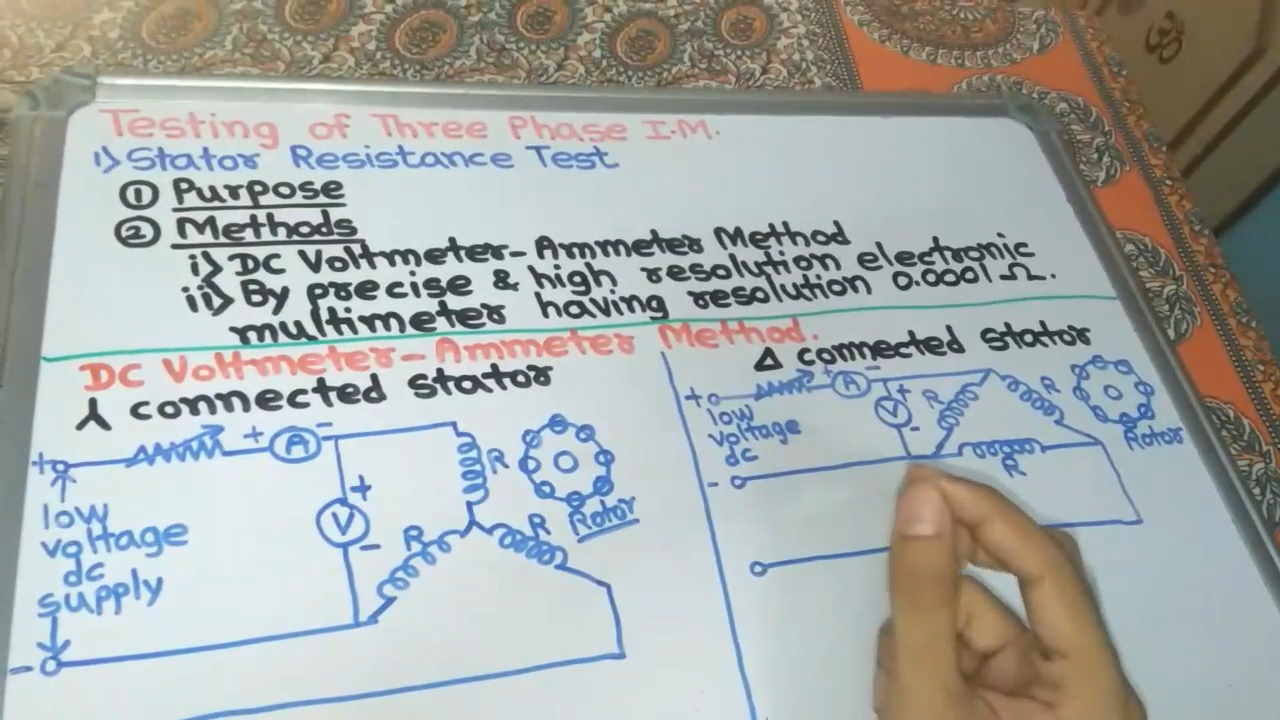 Testing of Three Phase I.M.
1) Stator Resistance Test
① Purpose
② Methods
i) DC Voltmeter-Ammeter Method
ii) By precise & high resolution electronic
multimeter having resolution 0.0001 Ω.
DC Voltmeter-Ammeter Method.
⅄ connected stator
+
+ A -
low
voltage
dc
supply
-
+
V
-
R
R
R
Rotor
Δ connected stator
+
+ A -
low
voltage
dc
-
+
V
-
R
R
R
Rotor
ॐ